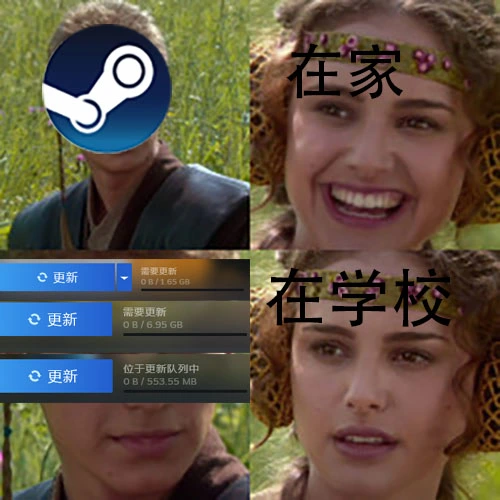 在家
更新
需要更新
0 B / 1.65 GB
在学校
更新
需要更新
0 B / 6.95 GB
更新
位于更新队列中
0 B / 553.55 MB